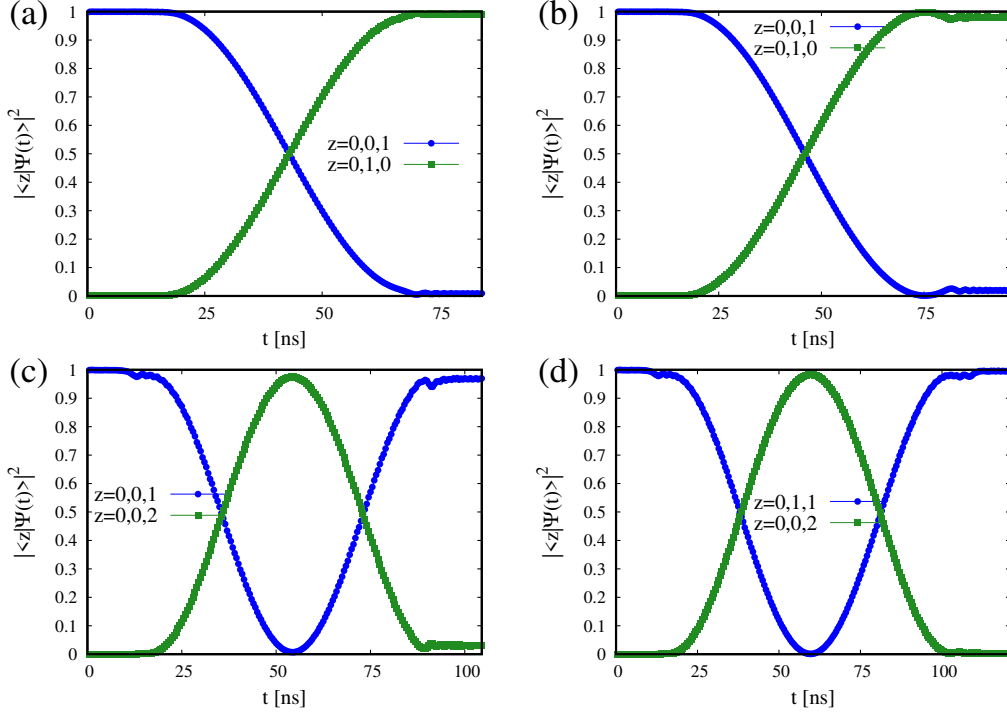 (a)
|<z|Ψ(t)>|²
1
0.9
0.8
0.7
0.6
0.5
0.4
0.3
0.2
0.1
0
z=0,0,1
z=0,1,0
0 25 50 75
t [ns]
(b)
|<z|Ψ(t)>|²
1
0.9
0.8
0.7
0.6
0.5
0.4
0.3
0.2
0.1
0
z=0,0,1
z=0,1,0
0 25 50 75
t [ns]
(c)
|<z|Ψ(t)>|²
1
0.9
0.8
0.7
0.6
0.5
0.4
0.3
0.2
0.1
0
z=0,0,1
z=0,0,2
0 25 50 75 100
t [ns]
(d)
|<z|Ψ(t)>|²
1
0.9
0.8
0.7
0.6
0.5
0.4
0.3
0.2
0.1
0
z=0,1,1
z=0,0,2
0 25 50 75 100
t [ns]